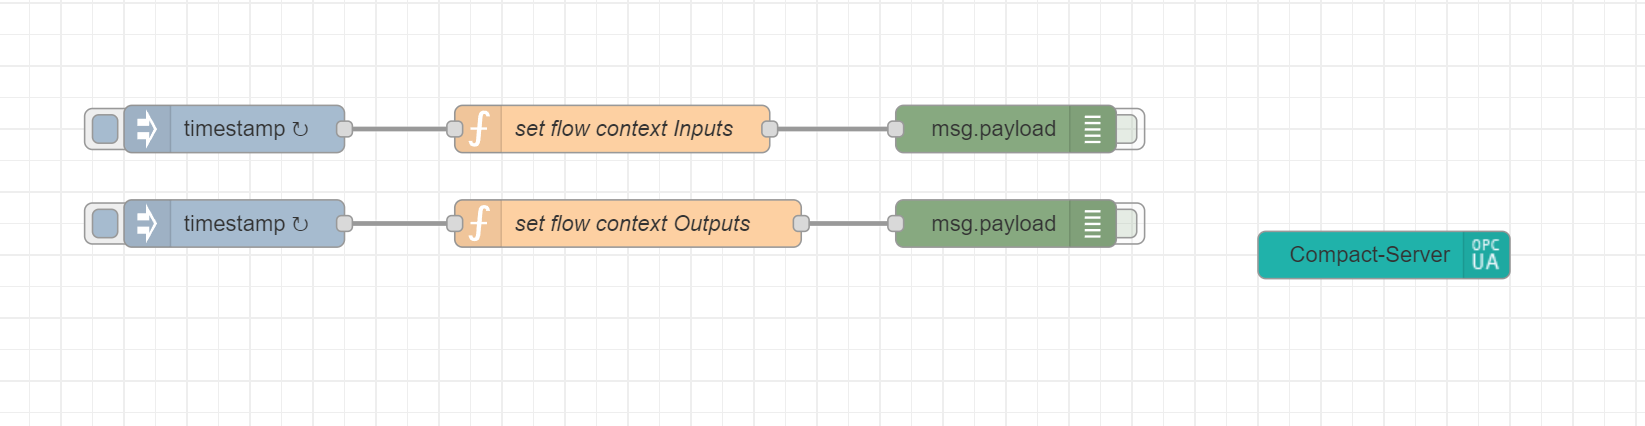 timestamp ↻
set flow context Inputs
msg.payload
timestamp ↻
set flow context Outputs
msg.payload
Compact-Server
OPC
UA